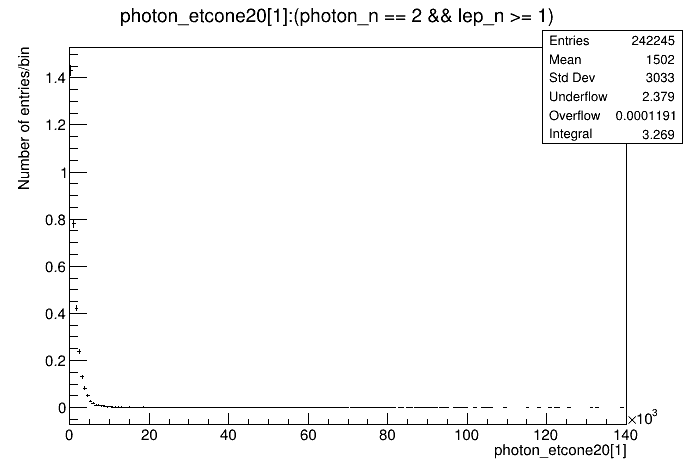 photon_etcone20[1]:(photon_n == 2 && lep_n >= 1)
Entries 242245
Mean 1502
Std Dev 3033
Underflow 2.379
Overflow 0.0001191
Integral 3.269
Number of entries/bin
1.4
1.2
1
0.8
0.6
0.4
0.2
0
0 20 40 60 80 100 120 140
×10³
photon_etcone20[1]